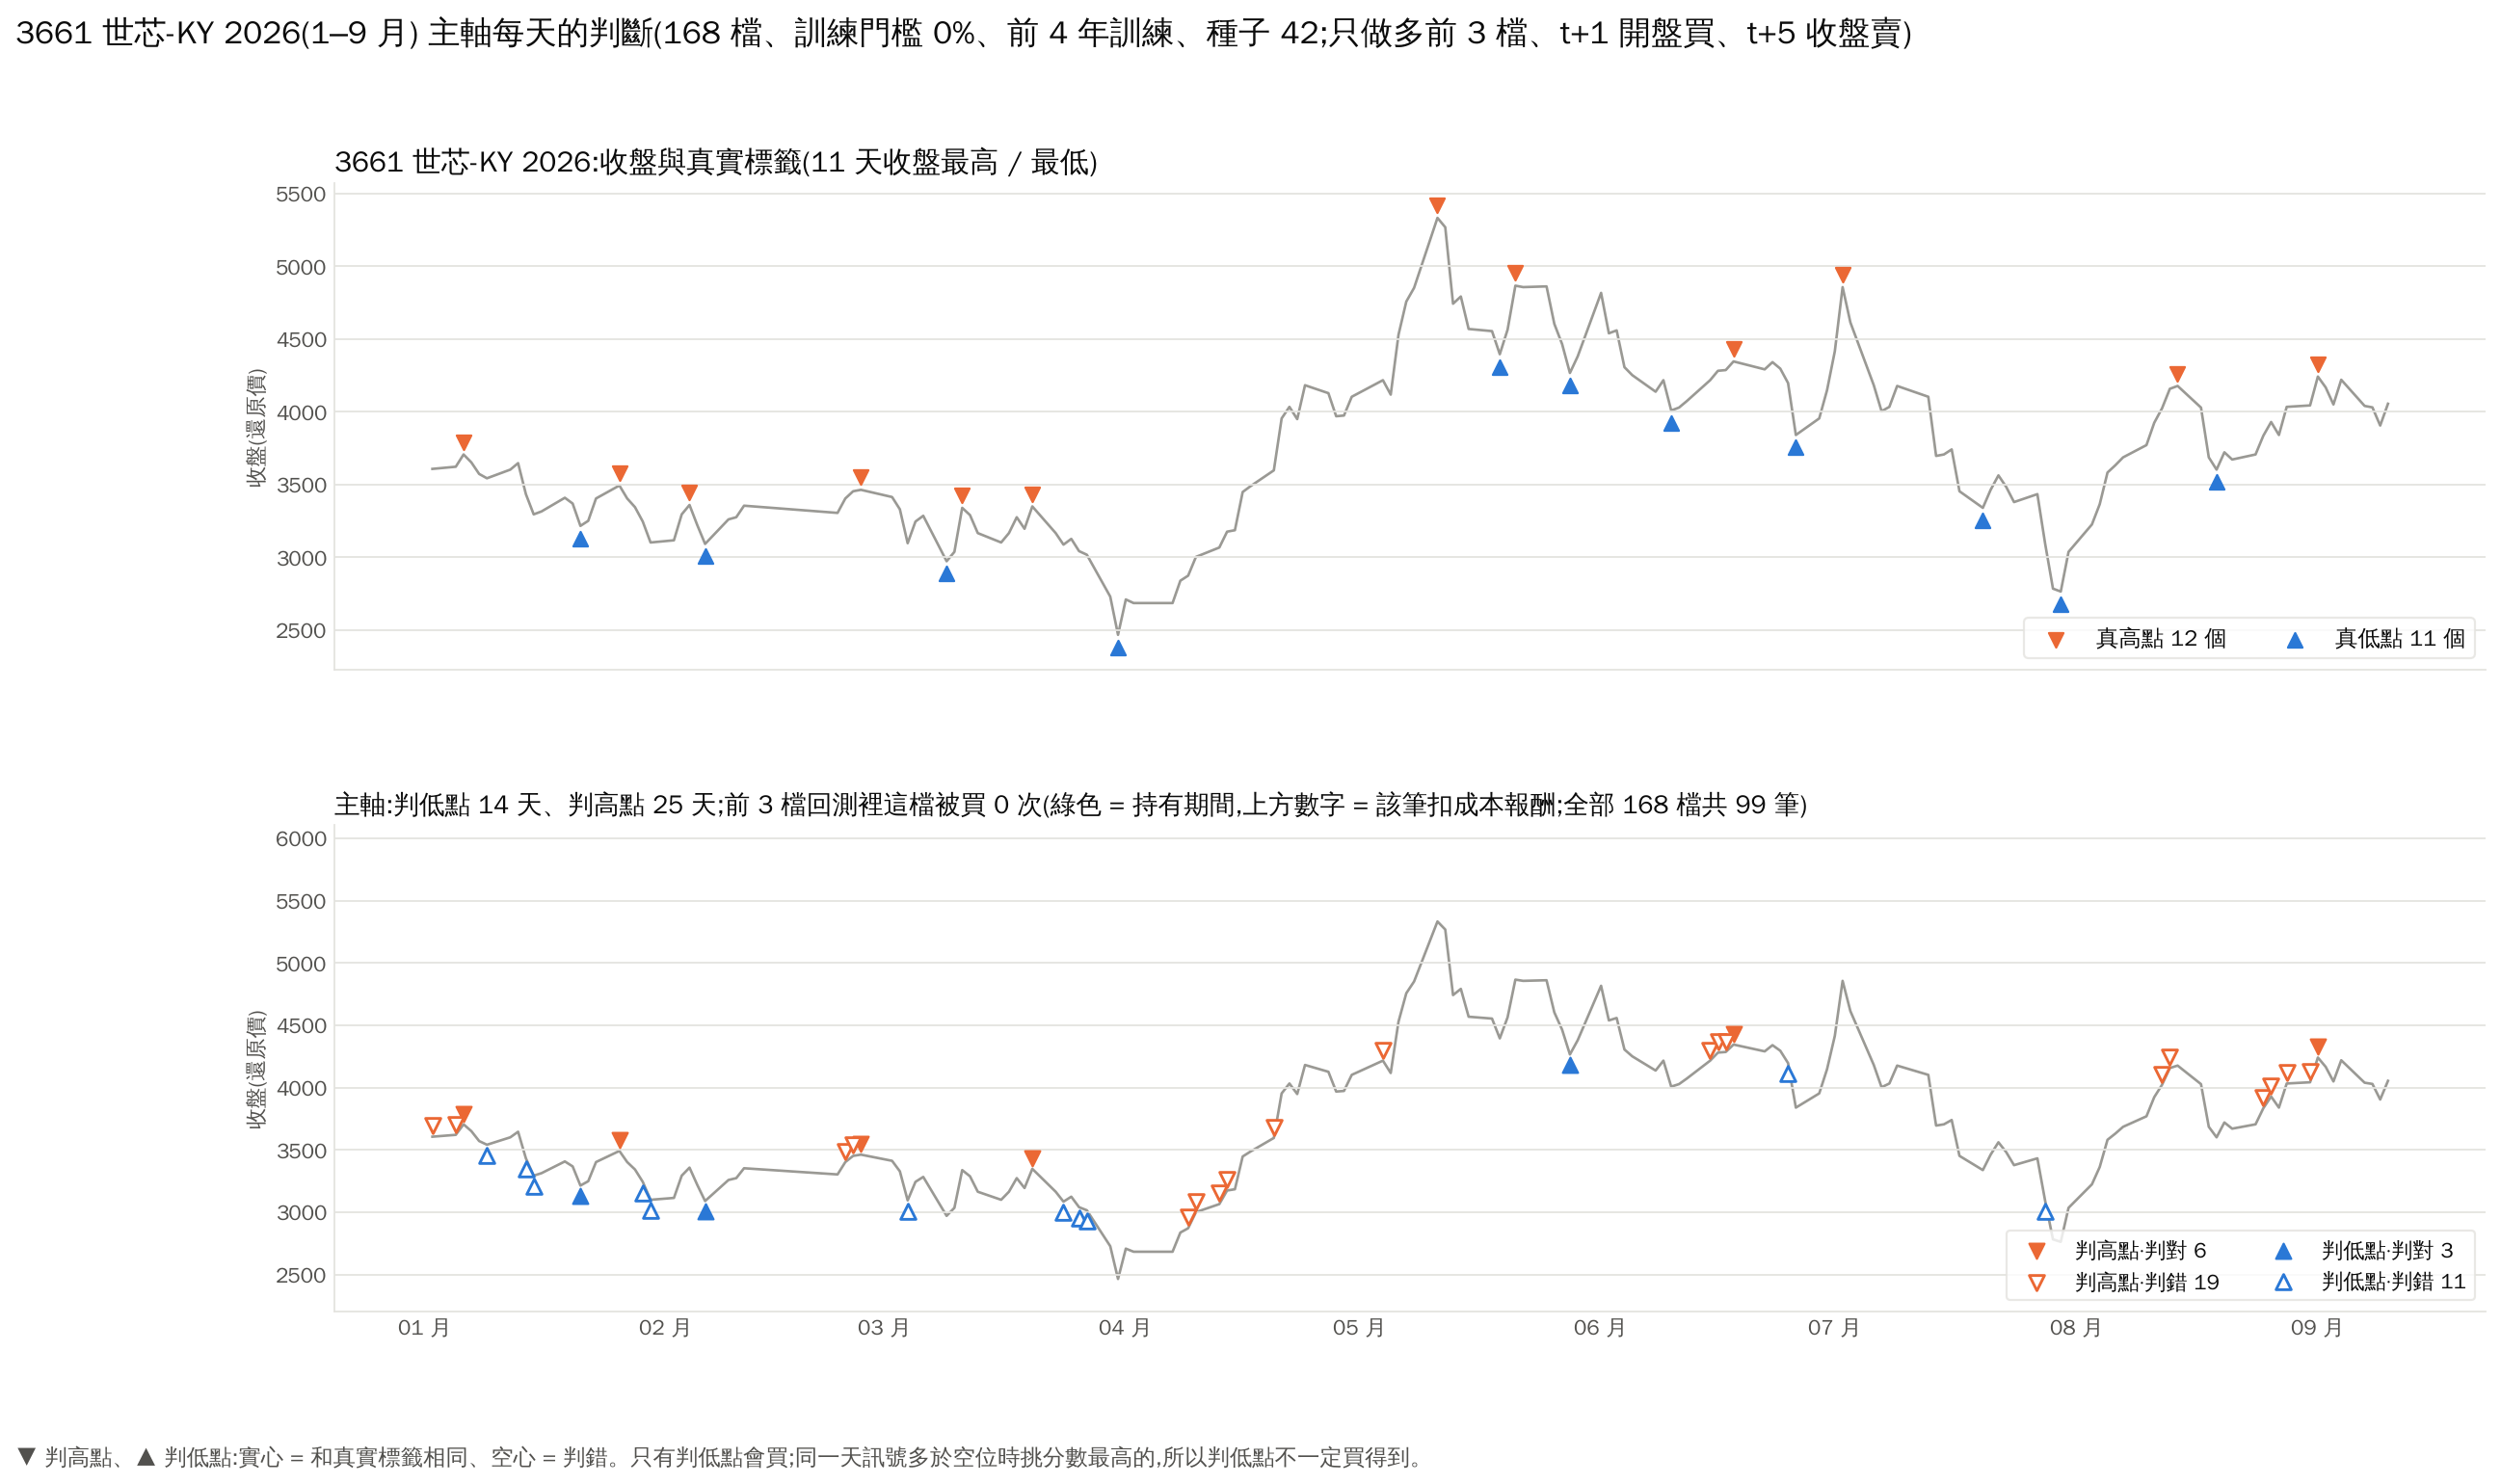 3661 世芯-KY 2026(1–9 月) 主軸每天的判斷(168 檔、訓練門檻 0%、前 4 年訓練、種子 42;只做多前 3 檔、t+1 開盤買、t+5 收盤賣)
3661 世芯-KY 2026:收盤與真實標籤(11 天收盤最高 / 最低)
5500
5000
4500
4000
3500
3000
2500
收盤(還原價)
真高點 12 個
真低點 11 個
主軸:判低點 14 天、判高點 25 天;前 3 檔回測裡這檔被買 0 次(綠色 = 持有期間,上方數字 = 該筆扣成本報酬;全部 168 檔共 99 筆)
6000
5500
5000
4500
4000
3500
3000
2500
收盤(還原價)
判高點·判對 6
判低點·判對 3
判高點·判錯 19
判低點·判錯 11
01 月
02 月
03 月
04 月
05 月
06 月
07 月
08 月
09 月
▼ 判高點、▲ 判低點:實心 = 和真實標籤相同、空心 = 判錯。只有判低點會買;同一天訊號多於空位時挑分數最高的,所以判低點不一定買得到。